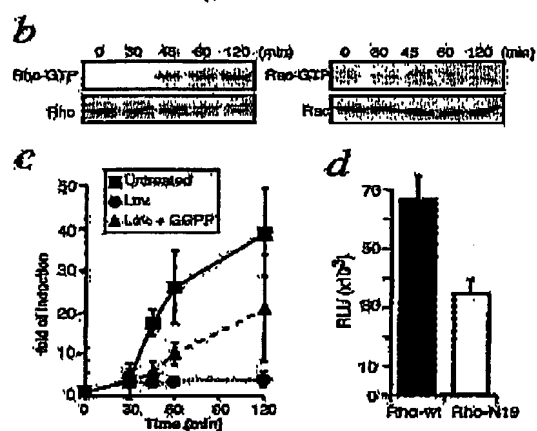 b
0 30 45 60 120 (min)
Rho-GTP
Rho
0 30 45 60 120 (min)
Rac-GTP
Rac
c
Untreated
Lov.
Lov. + GGPP
fold of induction
50
40
30
20
10
0
0 30 60 120
Time (min)
d
RLU (x10³)
70
50
30
10
0
Rho-wt Rho-N19